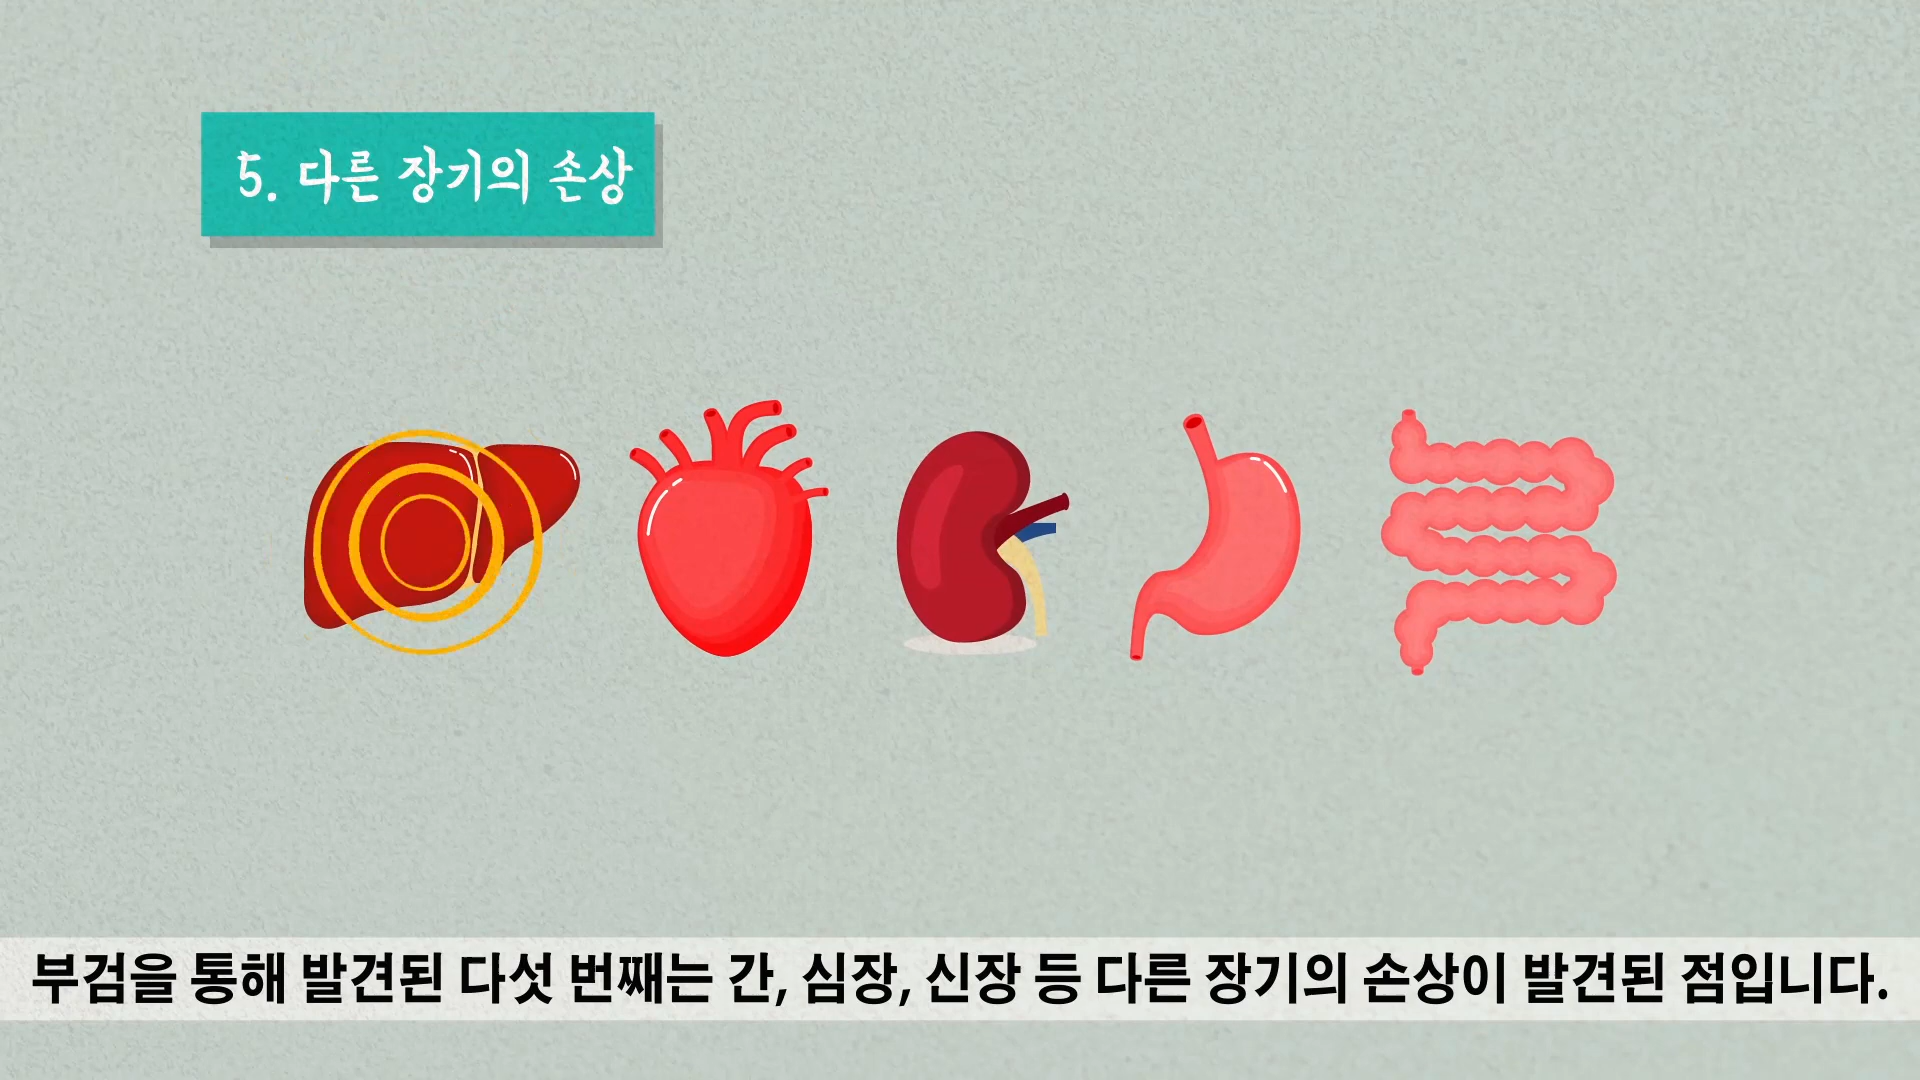 5. 다른 장기의 손상
부검을 통해 발견된 다섯 번째는 간, 심장, 신장 등 다른 장기의 손상이 발견된 점입니다.